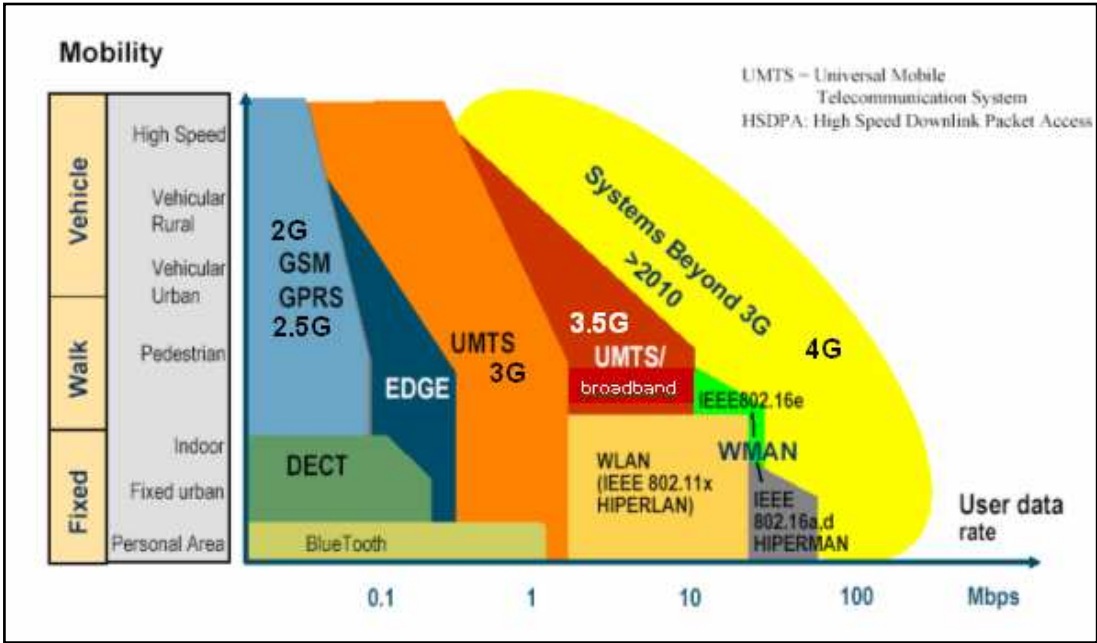 Mobility
UMTS = Universal Mobile
Telecommunication System
HSDPA: High Speed Downlink Packet Access
Vehicle
Walk
Fixed
High Speed
Vehicular
Rural
Vehicular
Urban
Pedestrian
Indoor
Fixed urban
Personal Area
2G
GSM
GPRS
2.5G
EDGE
DECT
BlueTooth
UMTS
3G
3.5G
UMTS/
broadband
Systems Beyond 3G
>2010
4G
IEEE802.16e
WMAN
WLAN
(IEEE 802.11x
HIPERLAN)
IEEE
802.16a,d
HIPERMAN
User data
rate
0.1 1 10 100 Mbps